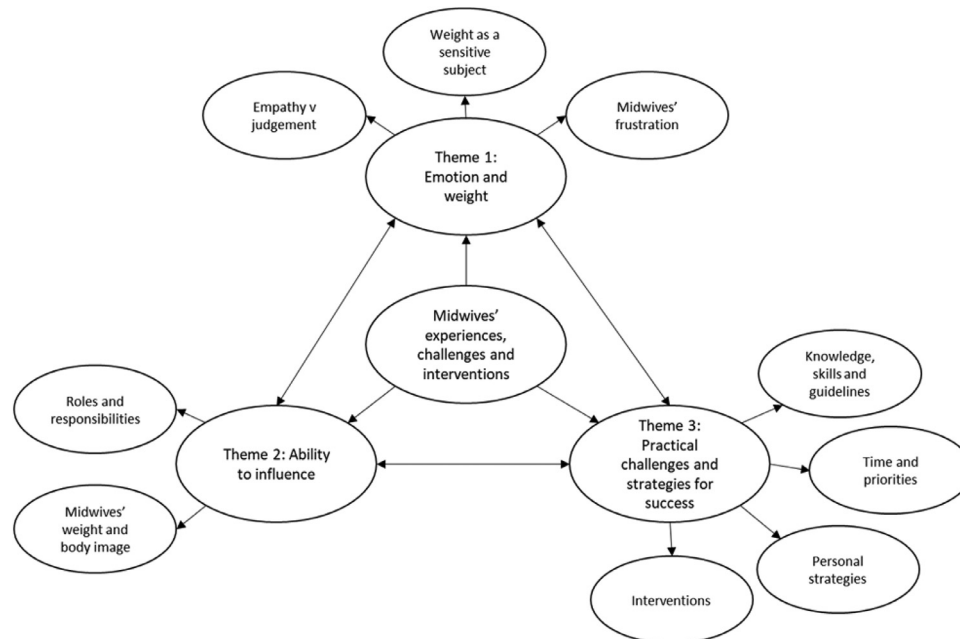 Weight as a
sensitive
subject
Empathy v
judgement
Midwives'
frustration
Theme 1:
Emotion and
weight
Midwives'
experiences,
challenges and
interventions
Knowledge,
skills and
guidelines
Roles and
responsibilities
Theme 2: Ability
to influence
Theme 3:
Practical
challenges and
strategies for
success
Time and
priorities
Midwives'
weight and
body image
Personal
strategies
Interventions